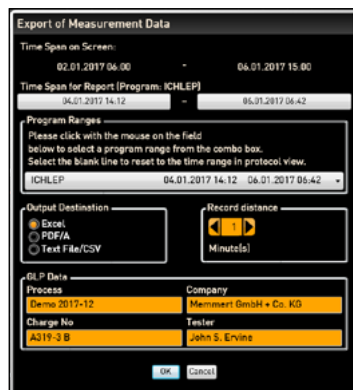 Export of Measurement Data
Time Span on Screen:
02.01.2017 06:00 - 06.01.2017 15:00
Time Span for Report (Program: ICHLEP)
04.01.2017 14:12 - 06.01.2017 06:42
Program Ranges
Please click with the mouse on the field
below to select a program range from the combo box.
Select the blank line to reset to the time range in protocol view.
ICHLEP 04.01.2017 14:12 06.01.2017 06:42
Output Destination Record distance
Excel
PDF/A 1
Text File/CSV Minute(s)
GLP Data
Process Company
Demo 2017-12 Memmert GmbH + Co. KG
Charge No Tester
A319-3 B John S. Ervine
OK Cancel